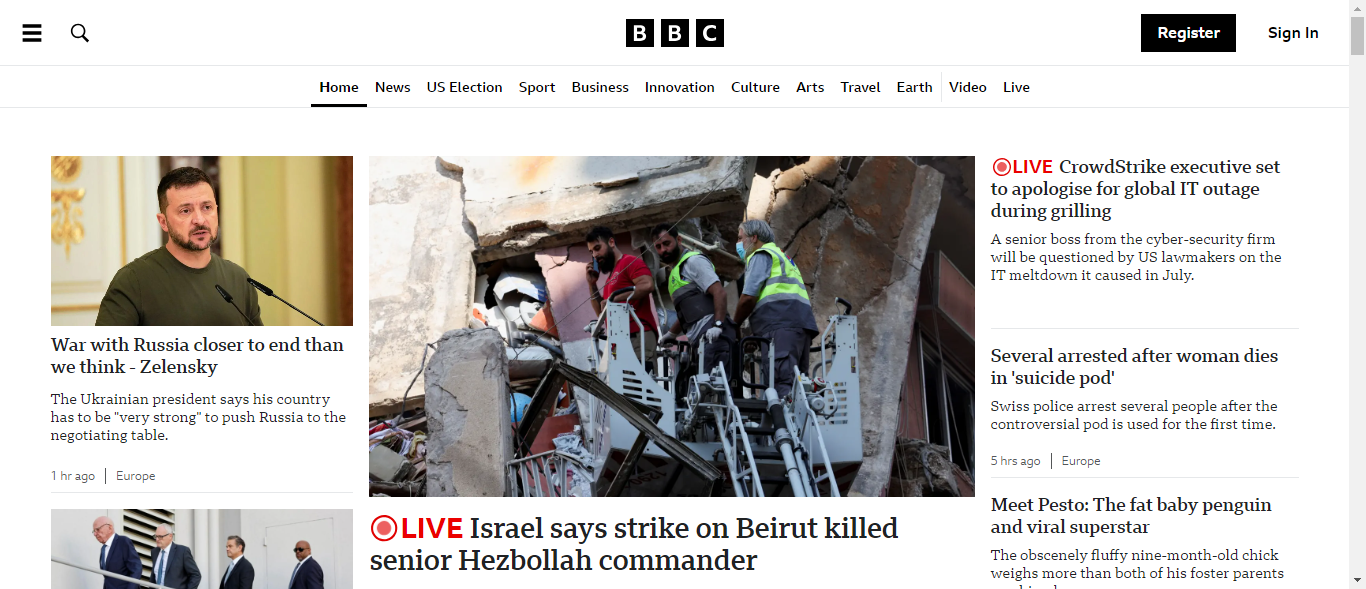 BBC
Register
Sign In
Home
News
US Election
Sport
Business
Innovation
Culture
Arts
Travel
Earth
Video
Live
War with Russia closer to end than
we think - Zelensky
The Ukrainian president says his country
has to be "very strong" to push Russia to the
negotiating table.
1 hr ago
Europe
LIVE Israel says strike on Beirut killed
senior Hezbollah commander
LIVE CrowdStrike executive set
to apologise for global IT outage
during grilling
A senior boss from the cyber-security firm
will be questioned by US lawmakers on the
IT meltdown it caused in July.
Several arrested after woman dies
in 'suicide pod'
Swiss police arrest several people after the
controversial pod is used for the first time.
5 hrs ago
Europe
Meet Pesto: The fat baby penguin
and viral superstar
The obscenely fluffy nine-month-old chick
weighs more than both of his foster parents